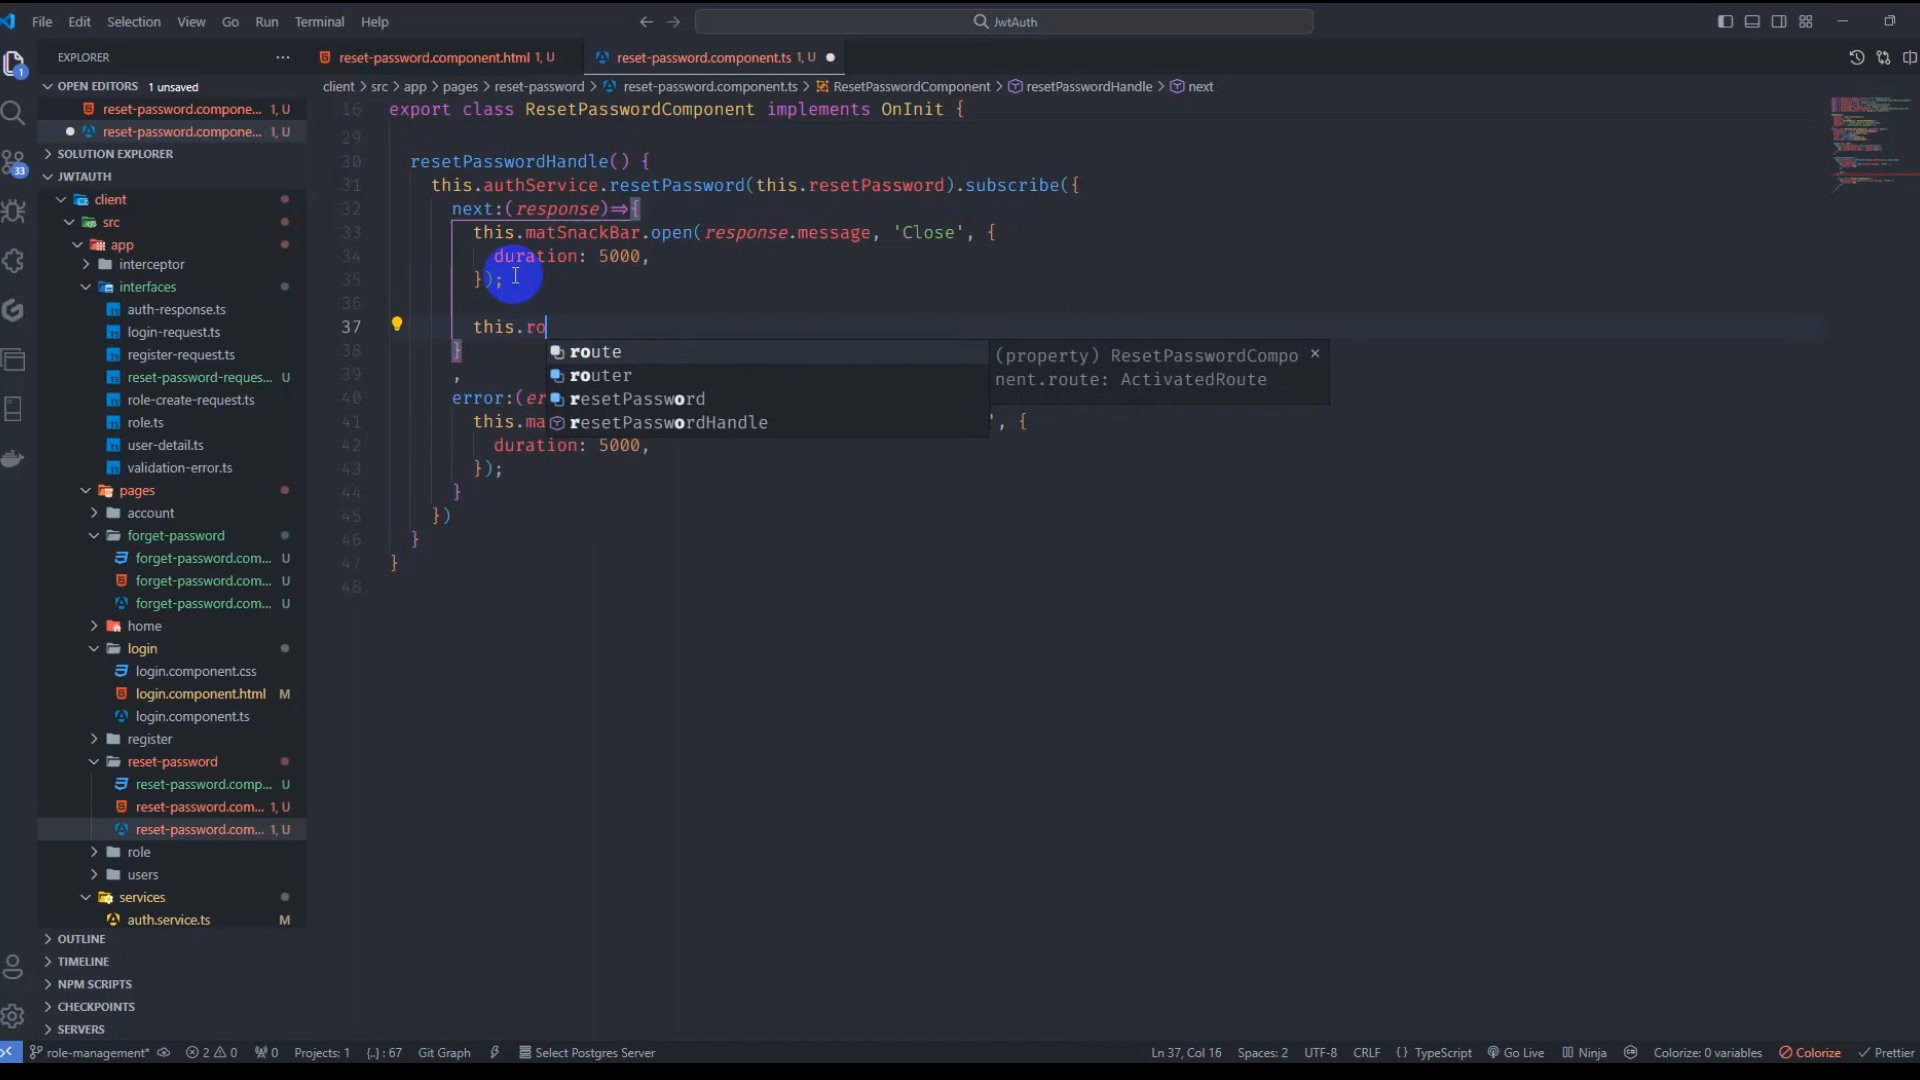 File Edit Selection View Go Run Terminal Help
JwtAuth
EXPLORER
reset-password.component.html 1, U
reset-password.component.ts 1, U
OPEN EDITORS 1 unsaved
client > src > app > pages > reset-password > reset-password.component.ts > ResetPasswordComponent > resetPasswordHandle > next
reset-password.compone... 1, U
reset-password.compone... 1, U
SOLUTION EXPLORER
JWTAUTH
client
src
app
interceptor
interfaces
auth-response.ts
login-request.ts
register-request.ts
reset-password-reques... U
role-create-request.ts
role.ts
user-detail.ts
validation-error.ts
pages
account
forget-password
forget-password.com... U
forget-password.com... U
forget-password.com... U
home
login
login.component.css
login.component.html M
login.component.ts
register
reset-password
reset-password.comp... U
reset-password.com... 1, U
reset-password.com... 1, U
role
users
services
auth.service.ts M
OUTLINE
TIMELINE
NPM SCRIPTS
CHECKPOINTS
SERVERS
16 export class ResetPasswordComponent implements OnInit {
29
30 resetPasswordHandle() {
31 this.authService.resetPassword(this.resetPassword).subscribe({
32 next:(response)=>{
33 this.matSnackBar.open(response.message, 'Close', {
34 duration: 5000,
35 });
36
37 this.ro
38 }
39 ,
40 error:(er
41 this.ma ', {
42 duration: 5000,
43 });
44 }
45 })
46 }
47 }
48
route
router
resetPassword
resetPasswordHandle
(property) ResetPasswordCompo
nent.route: ActivatedRoute
1
33
role-management* 2 0 0 Projects: 1 {..} : 67 Git Graph Select Postgres Server Ln 37, Col 16 Spaces: 2 UTF-8 CRLF {} TypeScript Go Live Ninja Colorize: 0 variables Colorize Prettier